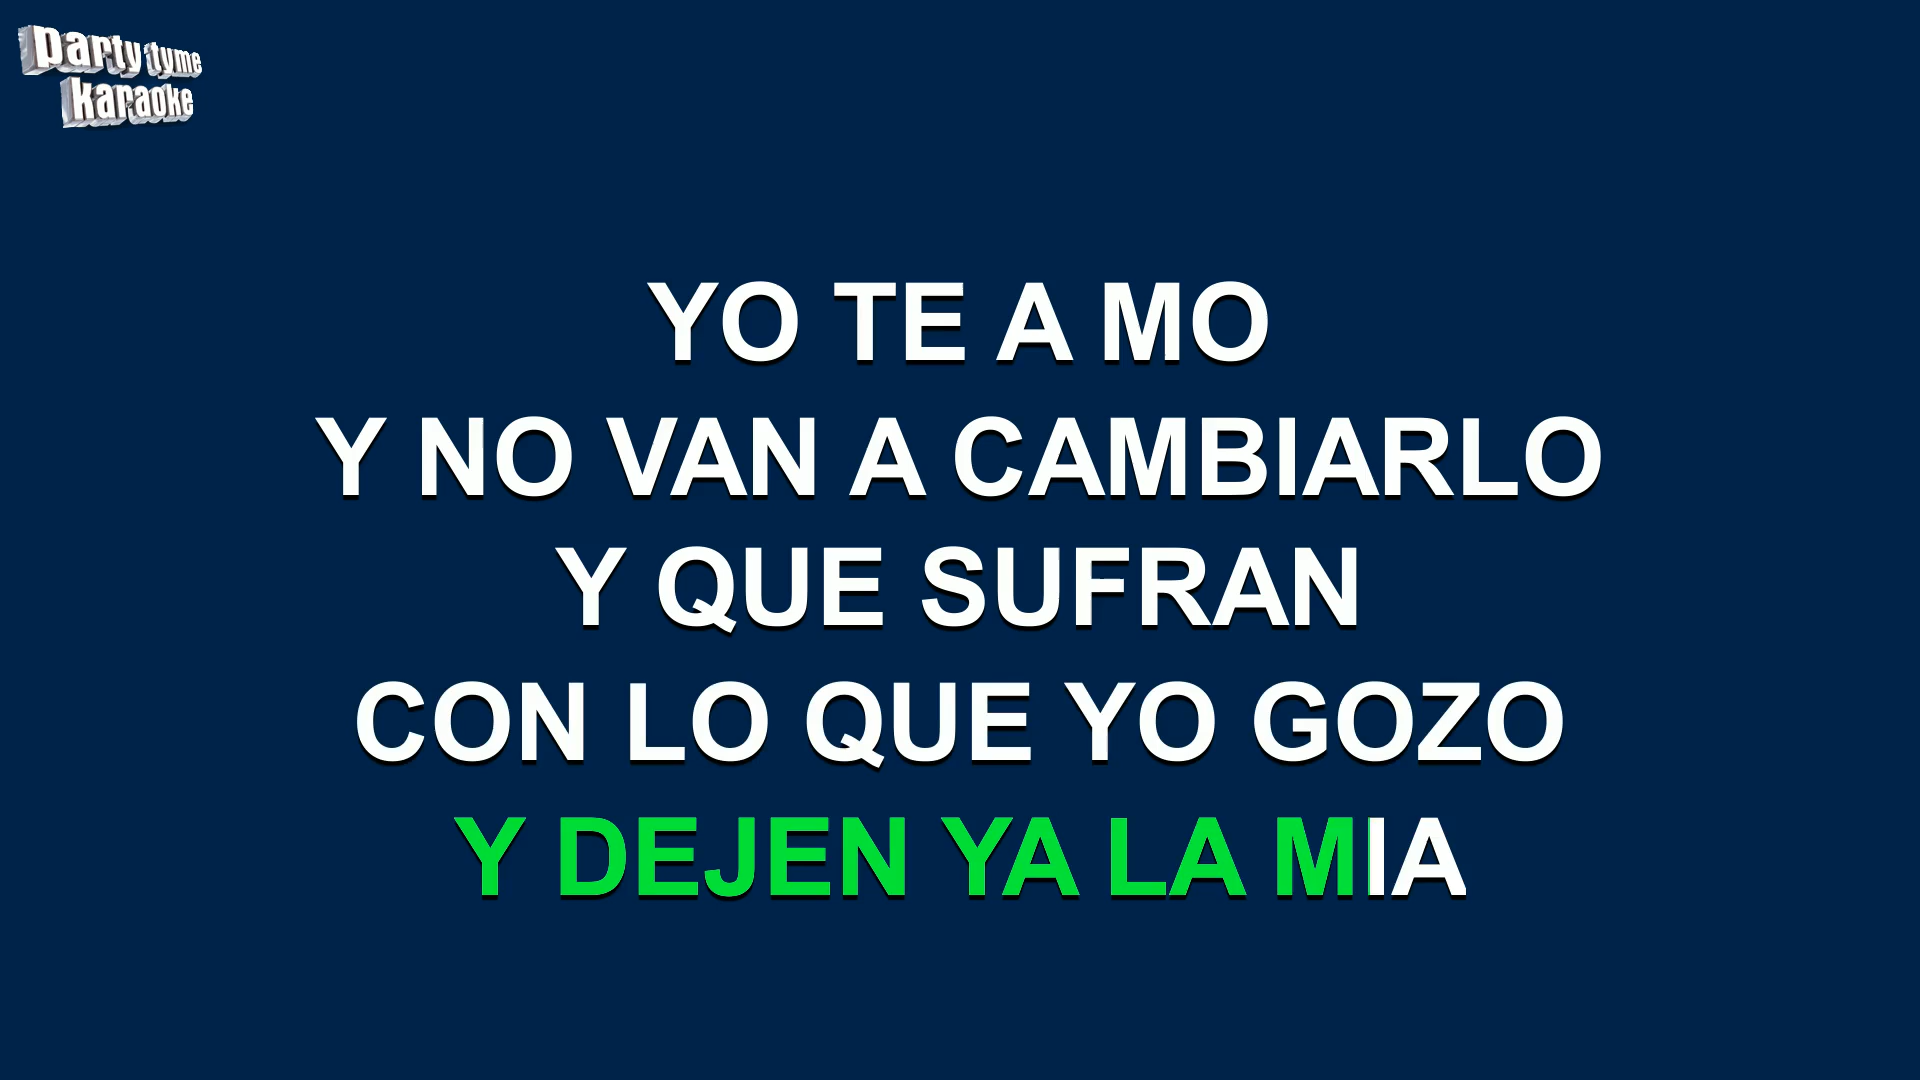 party tyme
karaoke
YO TE A MO
Y NO VAN A CAMBIARLO
Y QUE SUFRAN
CON LO QUE YO GOZO
Y DEJEN YA LA MIA